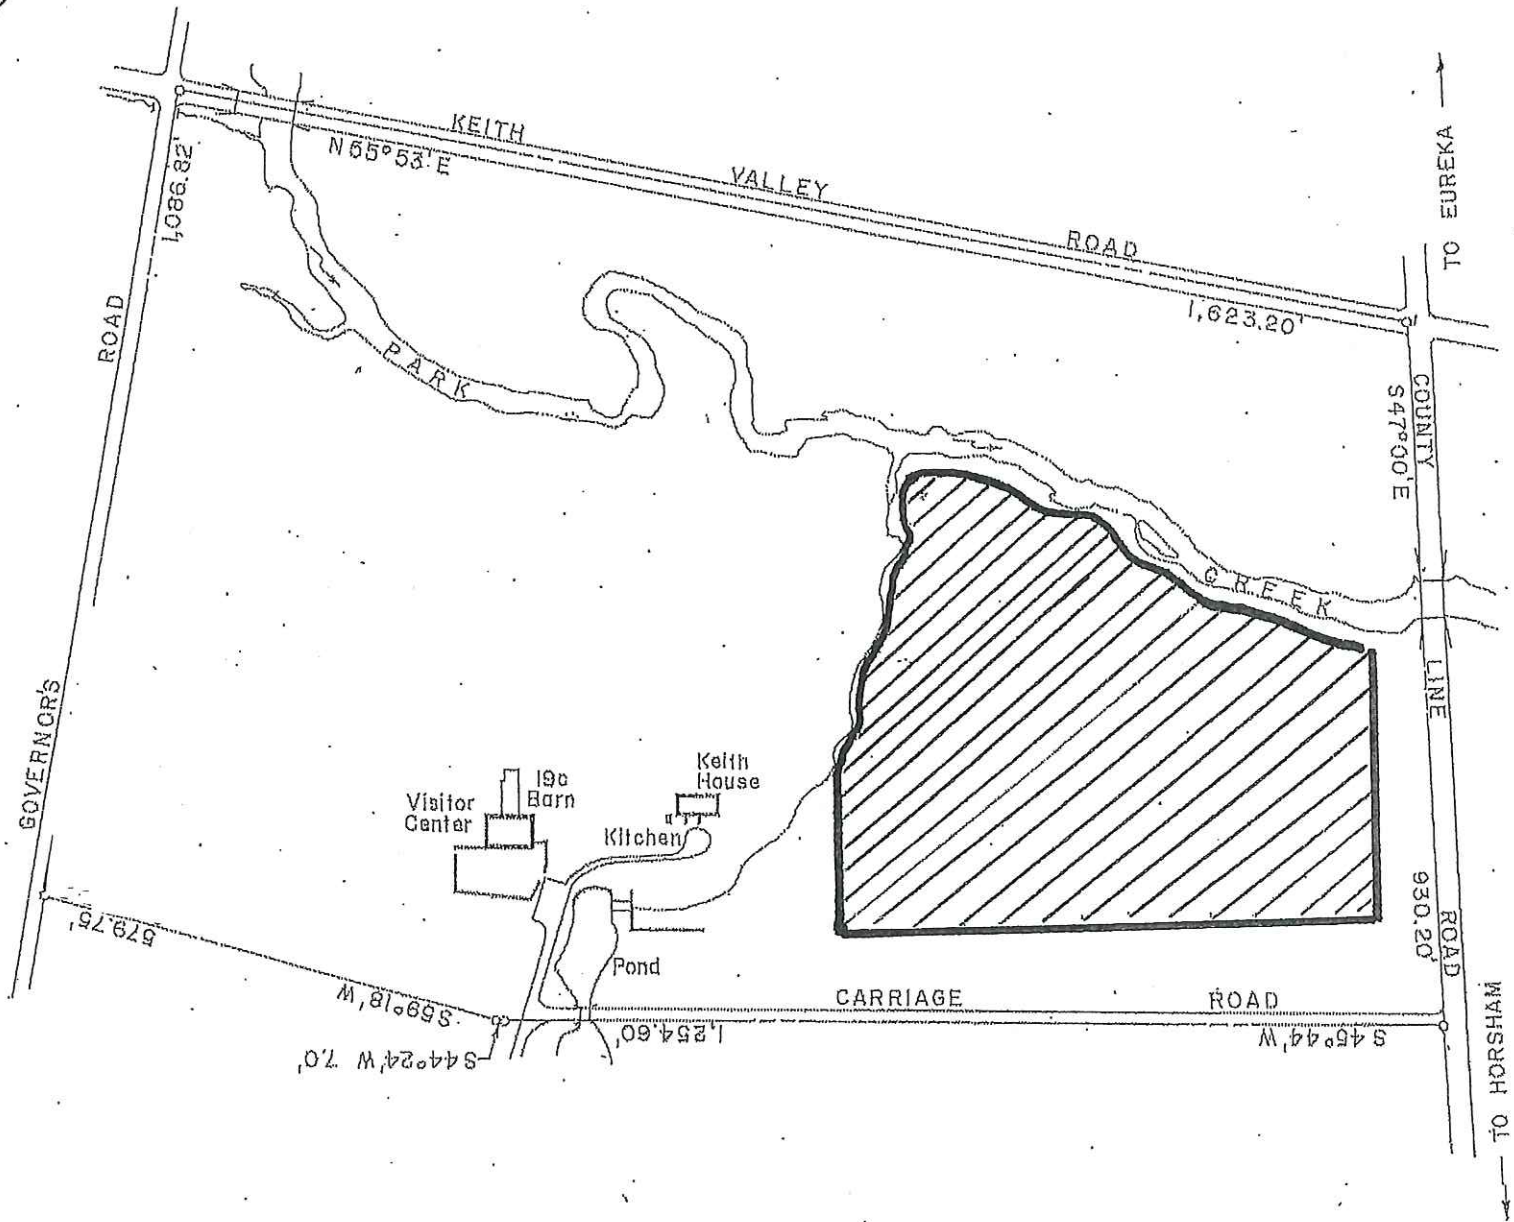 KEITH VALLEY ROAD
N 65°53' E
1,623.20'
1,086.82'
GOVERNOR'S ROAD
PARK CREEK
TO EUREKA
COUNTY LINE ROAD
S47°00'E
930.20'
TO HORSHAM
Visitor
Center
19c
Barn
Keith
House
Kitchen
Pond
CARRIAGE ROAD
579.75'
S59°18'W
S44°24'W 7.0'
1,254.60'
S45°44'W